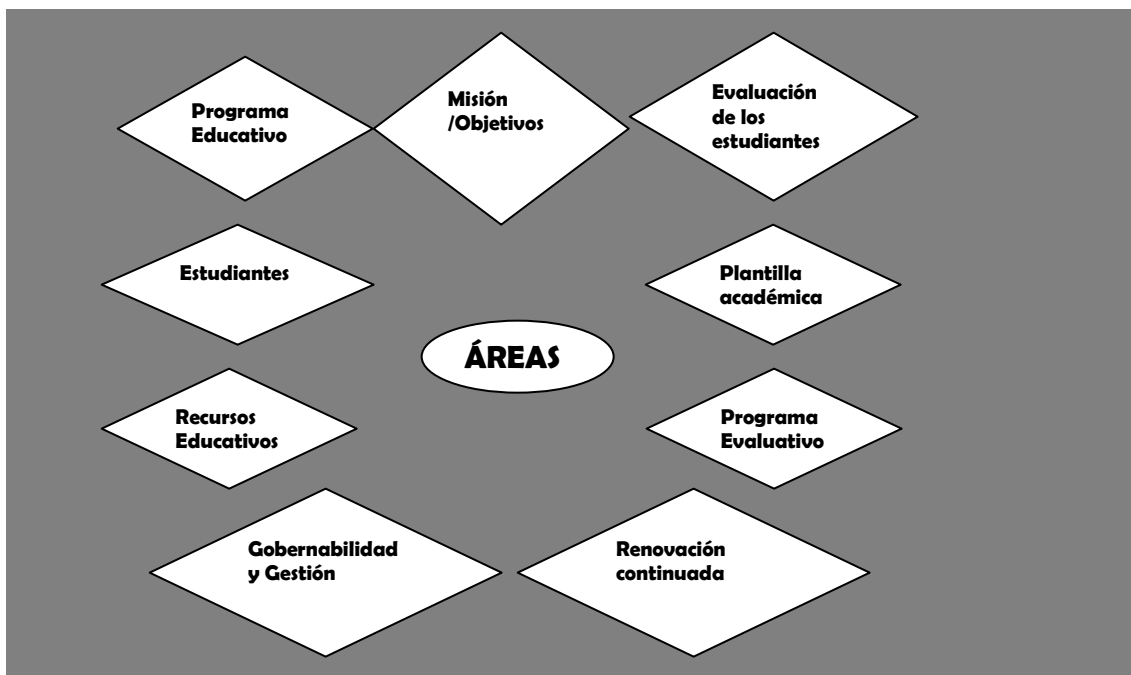 Programa
Educativo
Misión
/Objetivos
Evaluación
de los
estudiantes
Estudiantes
Plantilla
académica
ÁREAS
Recursos
Educativos
Programa
Evaluativo
Gobernabilidad
y Gestión
Renovación
continuada